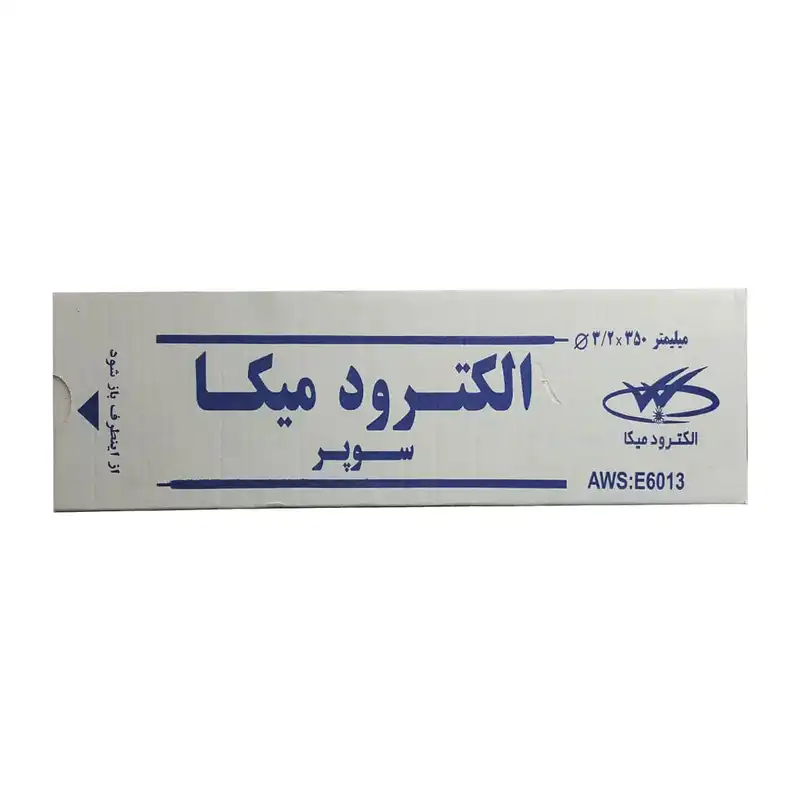 میلیمتر ۳۵۰ × ۳/۲ Ø
الکترود میکا
سوپر
الکترود میکا
AWS:E6013
از اینطرف باز شود